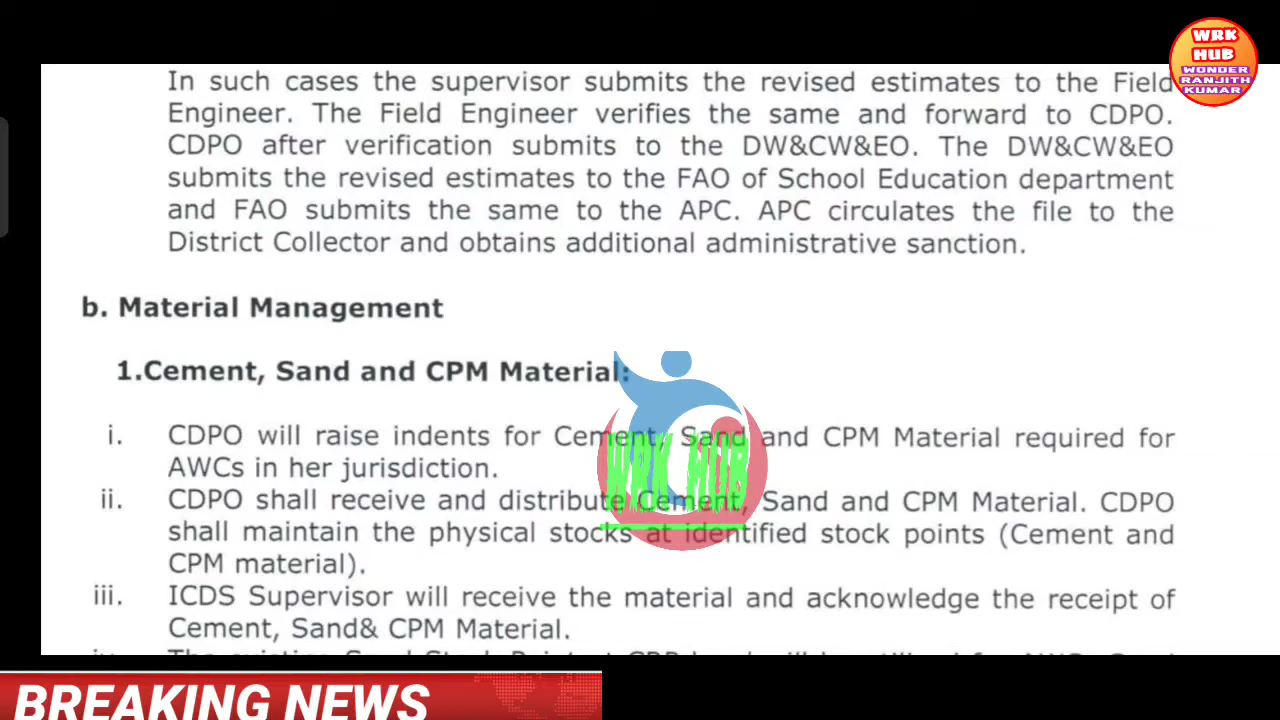 WRK
HUB
WONDER
RANJITH
KUMAR
In such cases the supervisor submits the revised estimates to the Field
Engineer. The Field Engineer verifies the same and forward to CDPO.
CDPO after verification submits to the DW&CW&EO. The DW&CW&EO
submits the revised estimates to the FAO of School Education department
and FAO submits the same to the APC. APC circulates the file to the
District Collector and obtains additional administrative sanction.
b. Material Management
1.Cement, Sand and CPM Material:
i. CDPO will raise indents for Cement, Sand and CPM Material required for
AWCs in her jurisdiction.
ii. CDPO shall receive and distribute Cement, Sand and CPM Material. CDPO
shall maintain the physical stocks at identified stock points (Cement and
CPM material).
iii. ICDS Supervisor will receive the material and acknowledge the receipt of
Cement, Sand& CPM Material.
WRK HUB
BREAKING NEWS